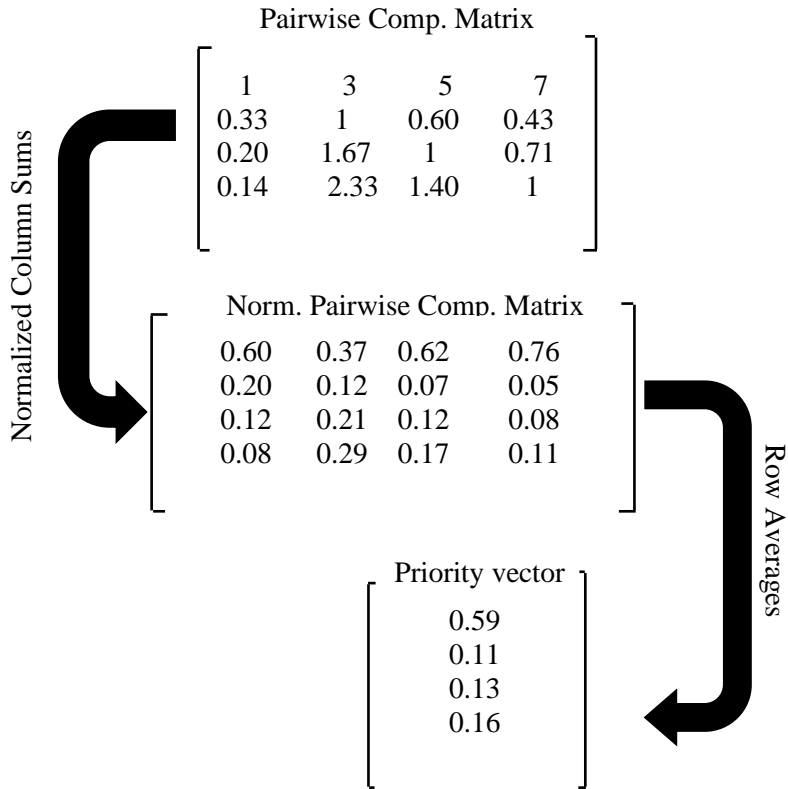 Pairwise Comp. Matrix
1 3 5 7
0.33 1 0.60 0.43
0.20 1.67 1 0.71
0.14 2.33 1.40 1
Normalized Column Sums
Norm. Pairwise Comp. Matrix
0.60 0.37 0.62 0.76
0.20 0.12 0.07 0.05
0.12 0.21 0.12 0.08
0.08 0.29 0.17 0.11
Row Averages
Priority vector
0.59
0.11
0.13
0.16